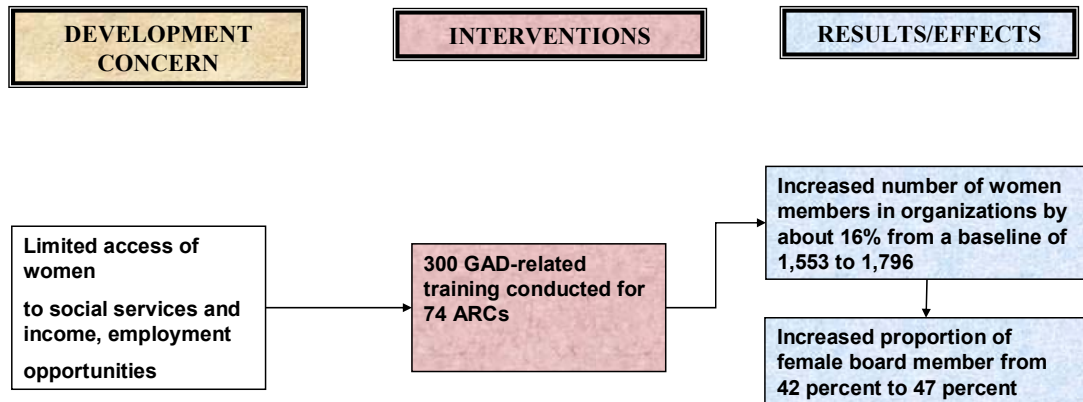 DEVELOPMENT
CONCERN
INTERVENTIONS
RESULTS/EFFECTS
Limited access of
women
to social services and
income, employment
opportunities
300 GAD-related
training conducted for
74 ARCs
Increased number of women
members in organizations by
about 16% from a baseline of
1,553 to 1,796
Increased proportion of
female board member from
42 percent to 47 percent